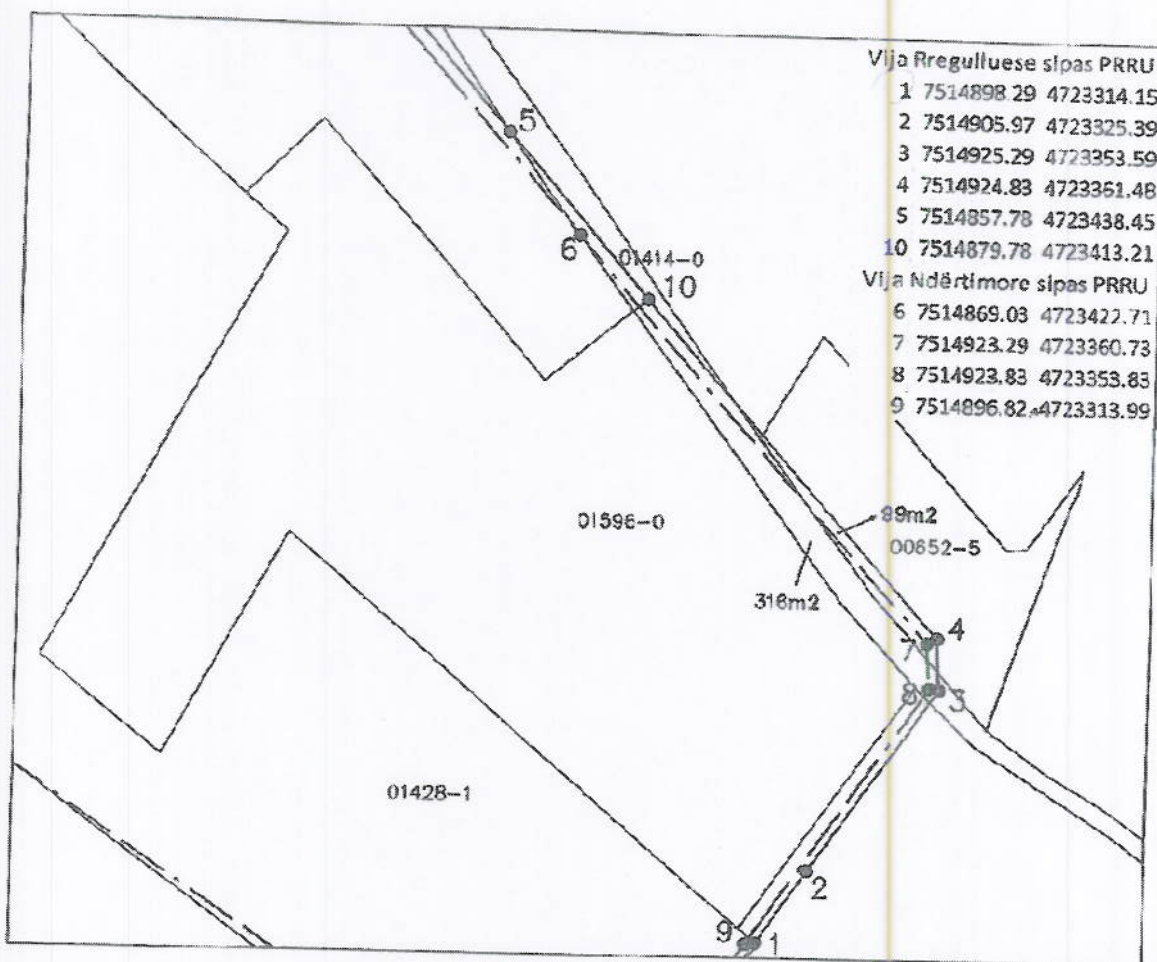 Vija Rregulluese sipas PRRU
1 7514898.29 4723314.15
2 7514905.97 4723325.39
3 7514925.29 4723353.59
4 7514924.83 4723361.48
5 7514857.78 4723438.45
10 7514879.78 4723413.21
Vija Ndërtimore sipas PRRU
6 7514869.03 4723422.71
7 7514923.29 4723360.73
8 7514923.83 4723353.83
9 7514896.82 4723313.99
5
6
01414-0
10
01596-0
89m2
00652-5
316m2
4
7
8
3
01428-1
2
9
1